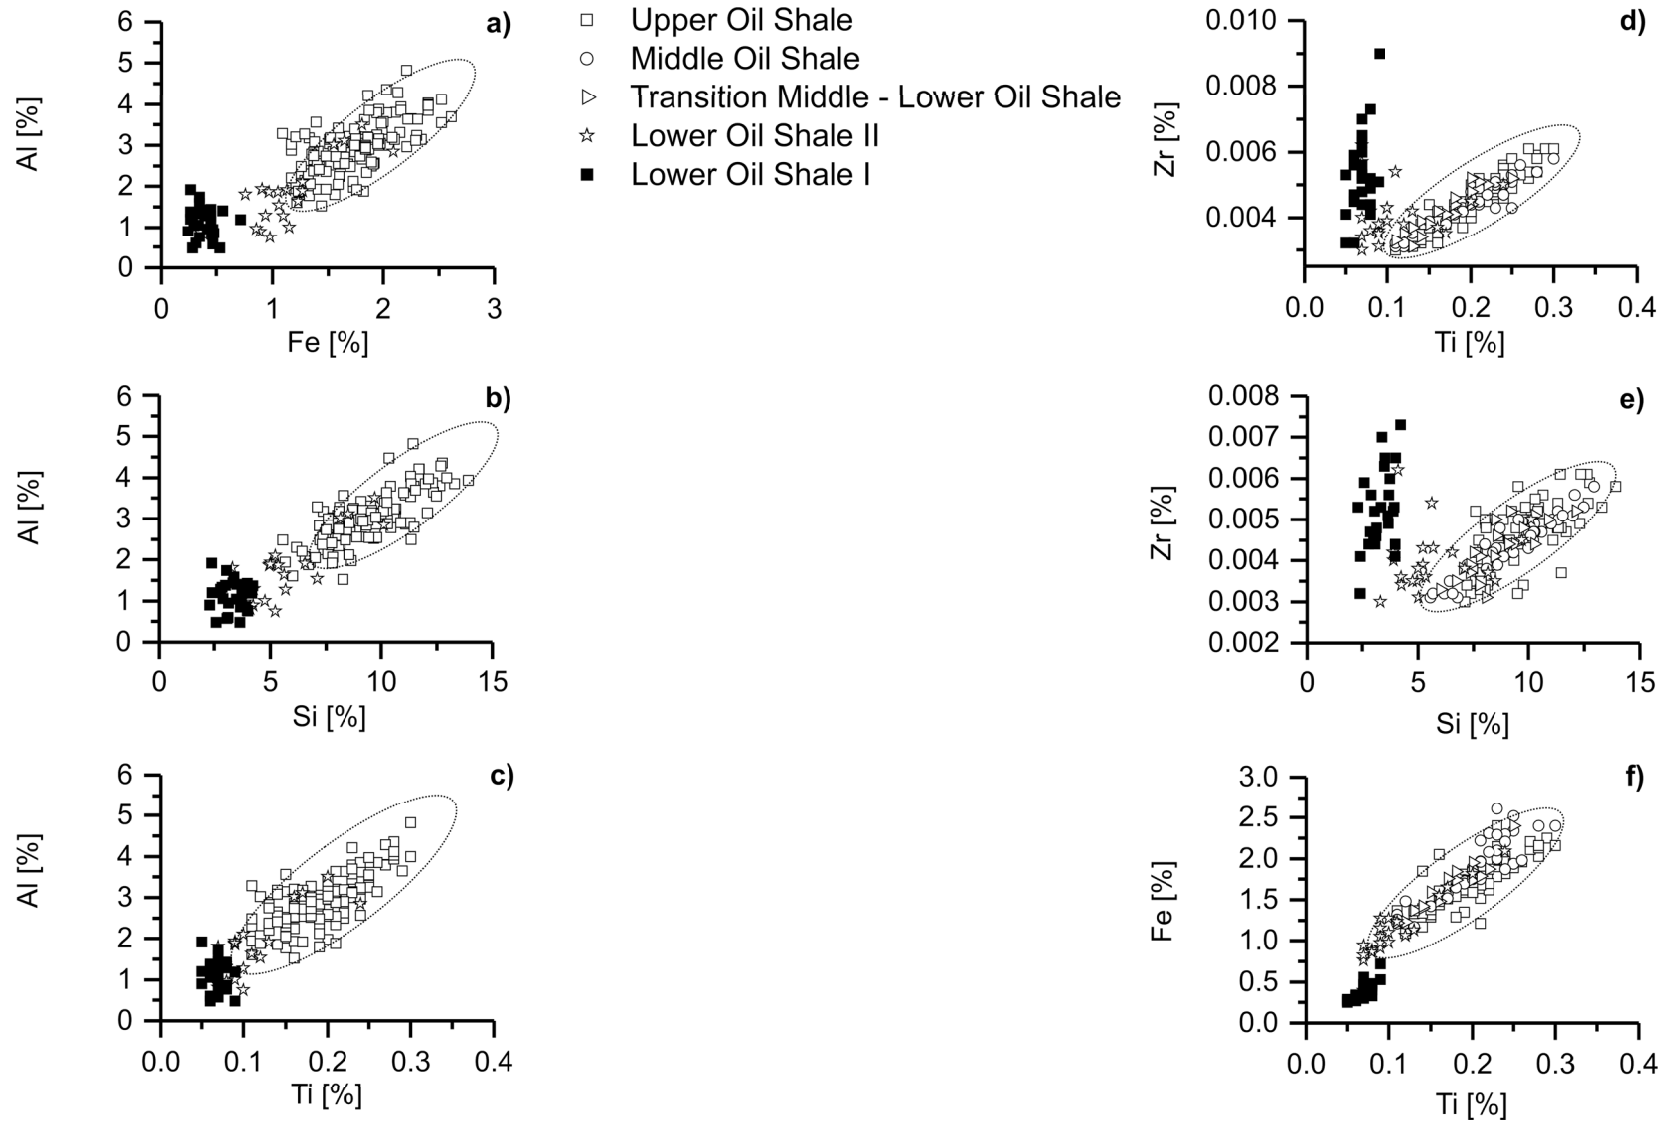 a)
6
5
4
3
2
1
0
Al [%]
0 1 2 3
Fe [%]
Upper Oil Shale
Middle Oil Shale
Transition Middle - Lower Oil Shale
Lower Oil Shale II
Lower Oil Shale I
d)
0.010
0.008
0.006
0.004
Zr [%]
0.0 0.1 0.2 0.3 0.4
Ti [%]
b)
6
5
4
3
2
1
0
Al [%]
0 5 10 15
Si [%]
e)
0.008
0.007
0.006
0.005
0.004
0.003
0.002
Zr [%]
0 5 10 15
Si [%]
c)
6
5
4
3
2
1
0
Al [%]
0.0 0.1 0.2 0.3 0.4
Ti [%]
f)
3.0
2.5
2.0
1.5
1.0
0.5
0.0
Fe [%]
0.0 0.1 0.2 0.3 0.4
Ti [%]